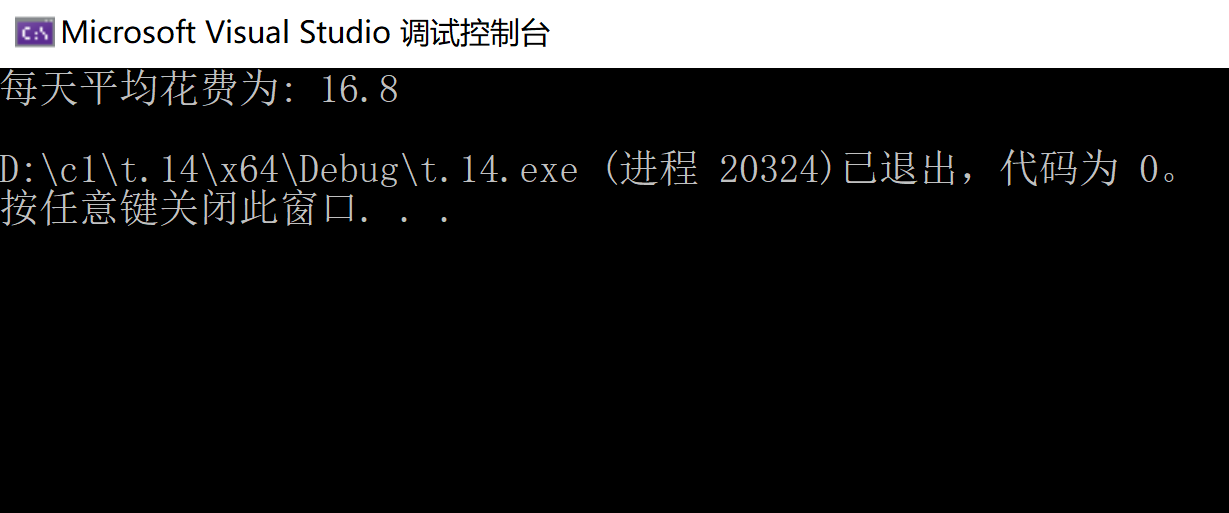 Microsoft Visual Studio 调试控制台
每天平均花费为: 16.8
D:\c1\t.14\x64\Debug\t.14.exe (进程 20324)已退出，代码为 0。
按任意键关闭此窗口. . .